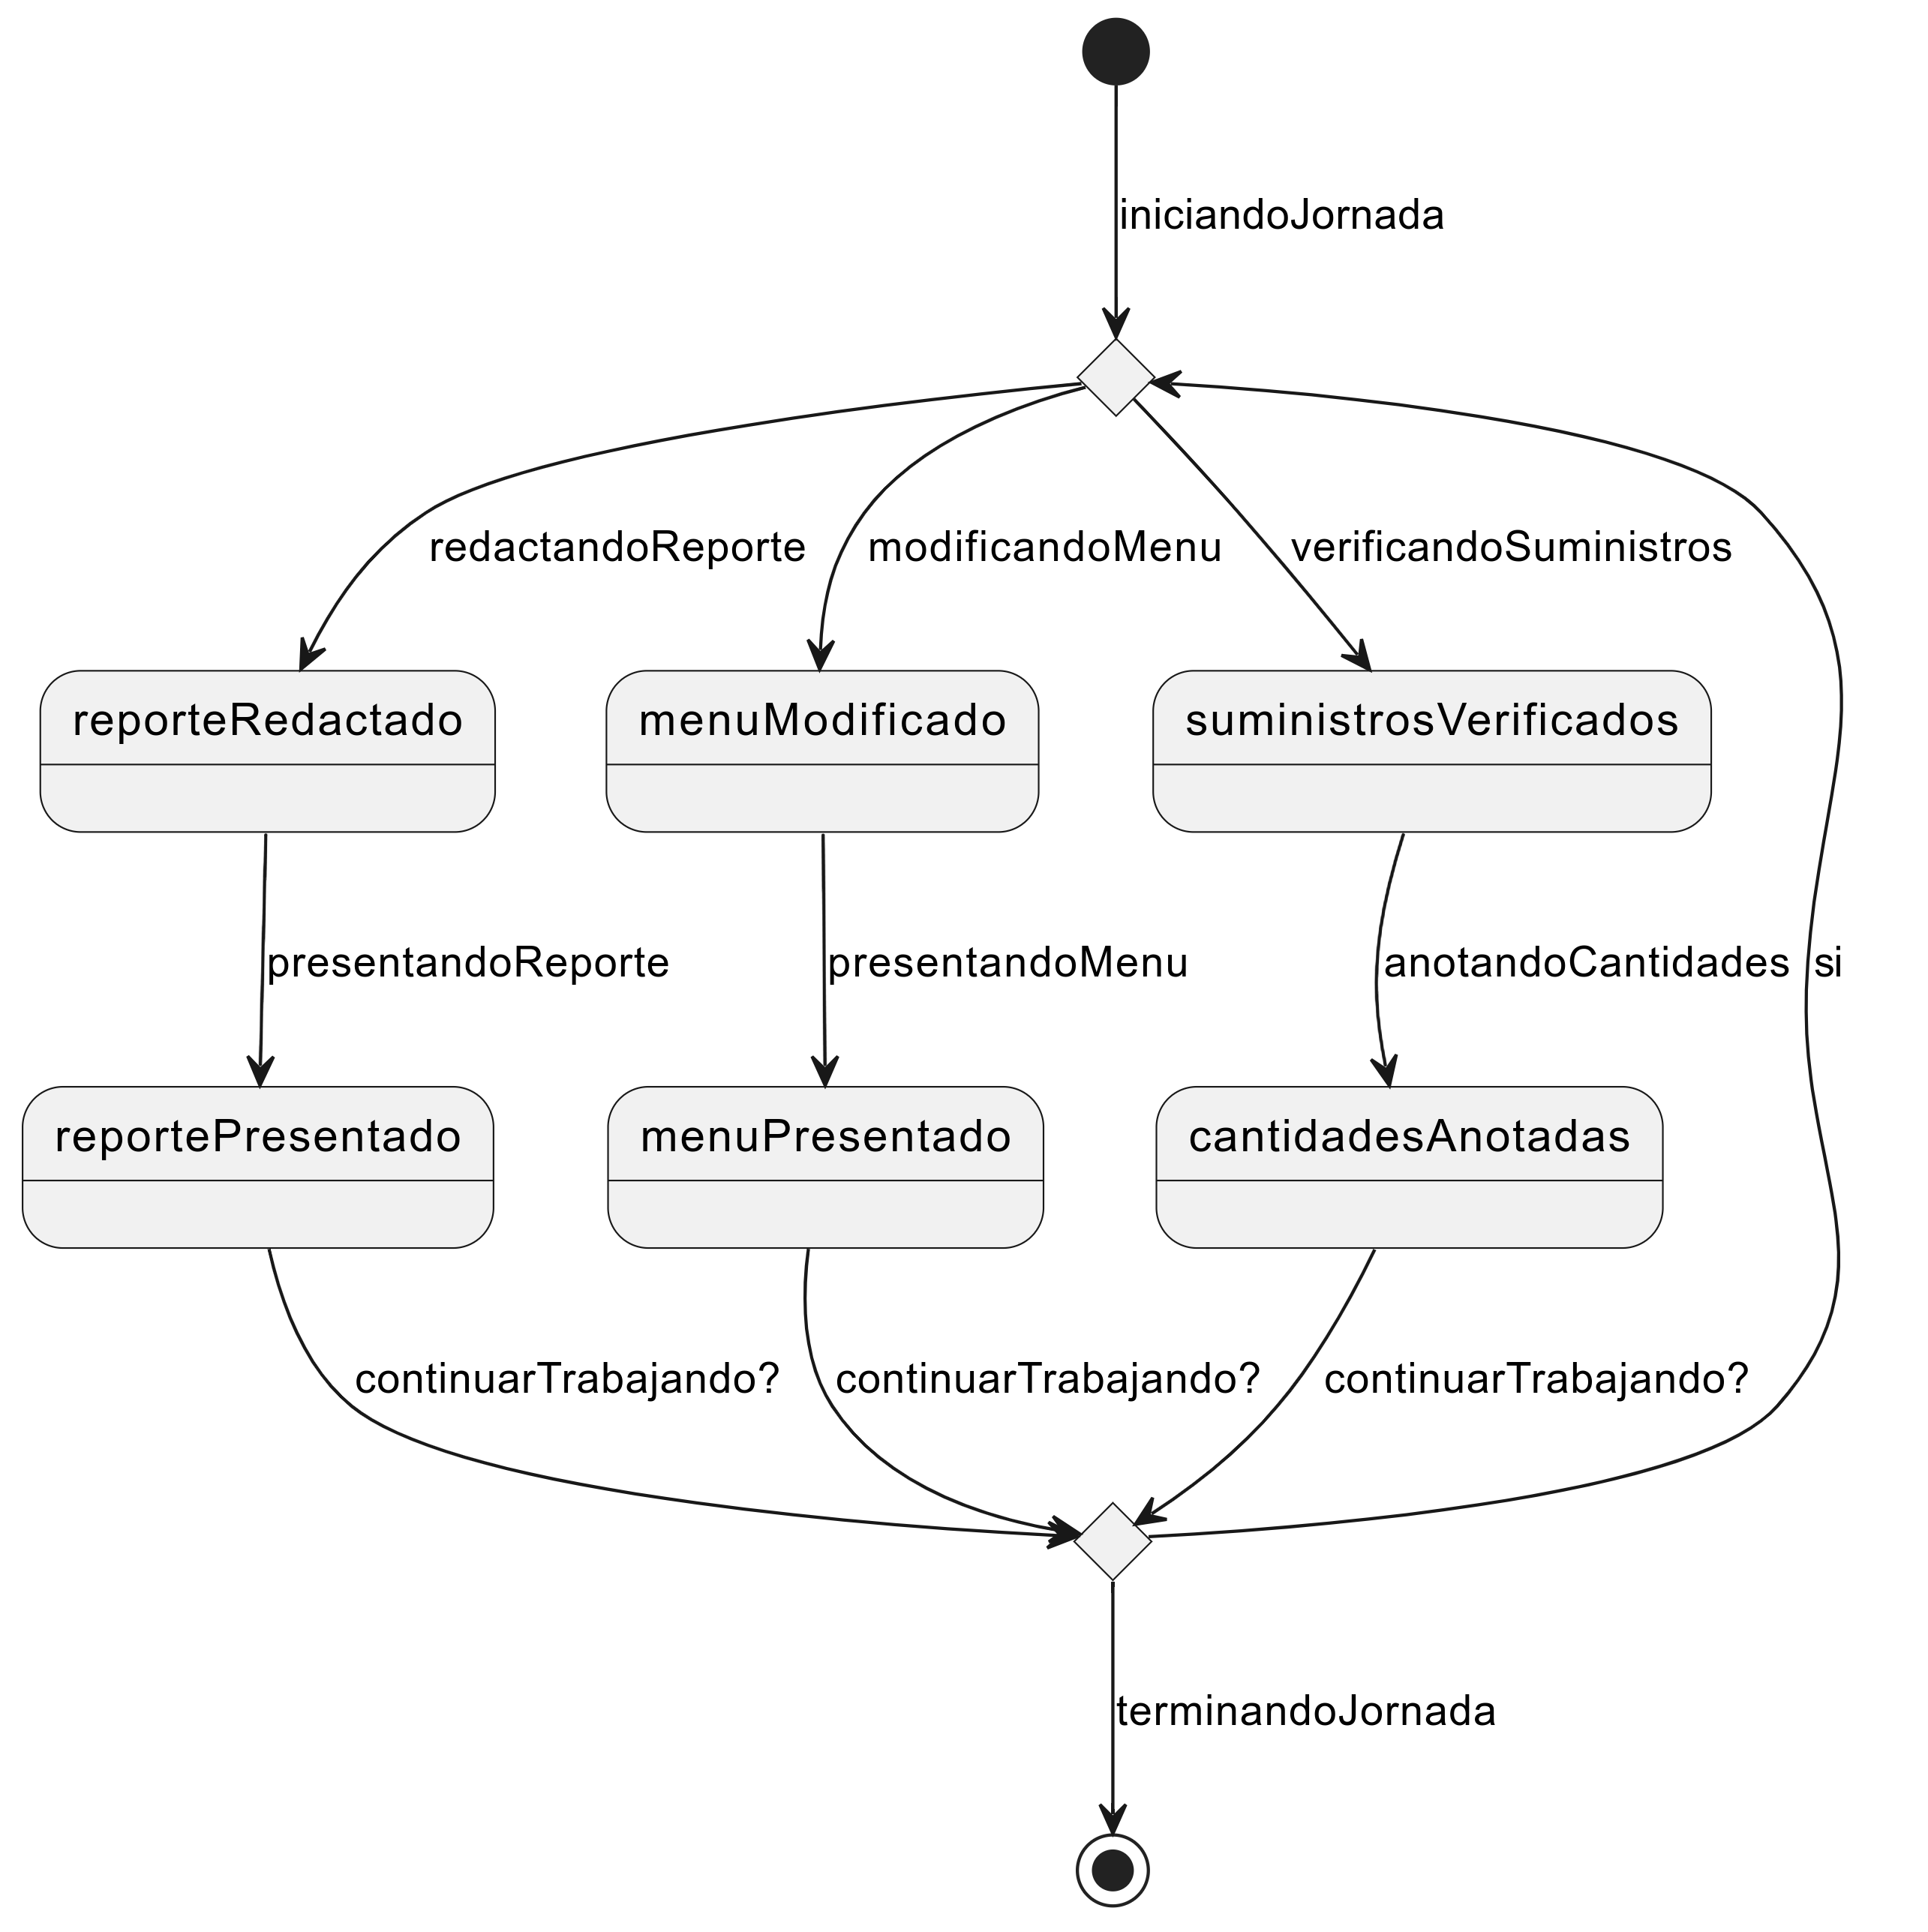 iniciandoJornada
redactandoReporte
modificandoMenu
verificandoSuministros
reporteRedactado
menuModificado
suministrosVerificados
presentandoReporte
presentandoMenu
anotandoCantidades
si
reportePresentado
menuPresentado
cantidadesAnotadas
continuarTrabajando?
continuarTrabajando?
continuarTrabajando?
terminandoJornada